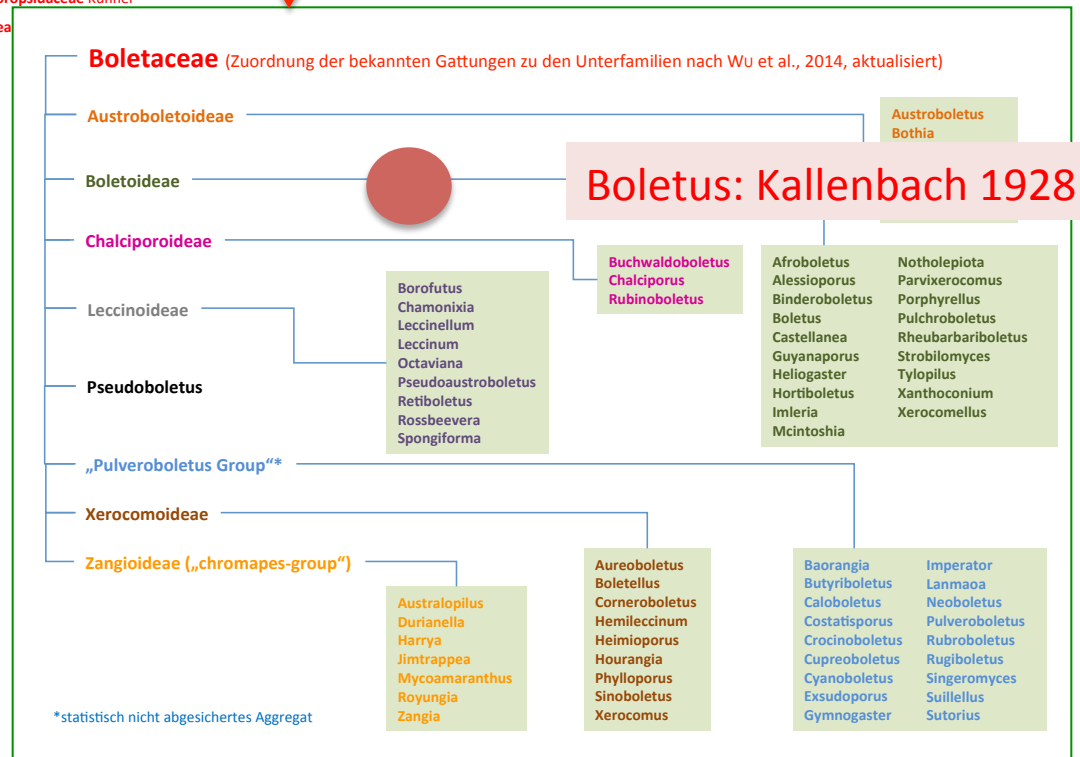 Boletaceae (Zuordnung der bekannten Gattungen zu den Unterfamilien nach WU et al., 2014, aktualisiert)
Austroboletoideae
Austroboletus
Bothia
Boletoideae
Boletus: Kallenbach 1928
Chalciporoideae
Buchwaldoboletus
Chalciporus
Rubinoboletus
Afroboletus
Alessioporus
Binderoboletus
Boletus
Castellanea
Guyanaporus
Heliogaster
Hortiboletus
Imleria
Mcintoshia
Notholepiota
Parvixerocomus
Porphyrellus
Pulchroboletus
Rheubarbariboletus
Strobilomyces
Tylopilus
Xanthoconium
Xerocomellus
Leccinoideae
Borofutus
Chamonixia
Leccinellum
Leccinum
Octaviana
Pseudoaustroboletus
Retiboletus
Rossbeevera
Spongiforma
Pseudoboletus
„Pulveroboletus Group“*
Xerocomoideae
Zangioideae („chromapes-group“)
Australopilus
Durianella
Harrya
Jimtrappea
Mycoamaranthus
Royungia
Zangia
Aureoboletus
Boletellus
Corneroboletus
Hemileccinum
Heimioporus
Hourangia
Phylloporus
Sinoboletus
Xerocomus
Baorangia
Butyriboletus
Caloboletus
Costatisporus
Crocinoboletus
Cupreoboletus
Cyanoboletus
Exsudoporus
Gymnogaster
Imperator
Lanmaoa
Neoboletus
Pulveroboletus
Rubroboletus
Rugiboletus
Singeromyces
Suillellus
Sutorius
*statistisch nicht abgesichertes Aggregat